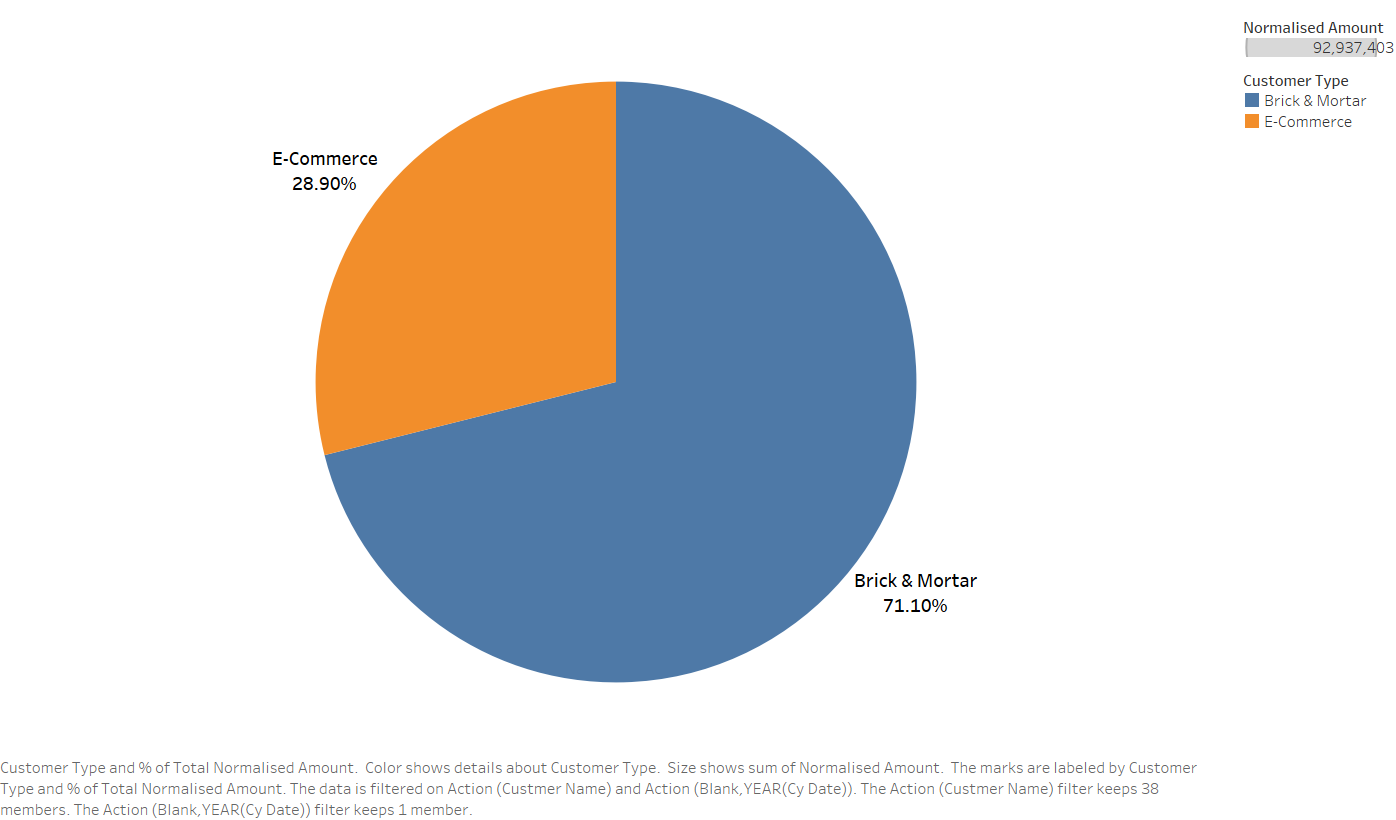 Normalised Amount
92,937,403
Customer Type
Brick & Mortar
E-Commerce
E-Commerce
28.90%
Brick & Mortar
71.10%
Customer Type and % of Total Normalised Amount.  Color shows details about Customer Type.  Size shows sum of Normalised Amount.  The marks are labeled by Customer
Type and % of Total Normalised Amount. The data is filtered on Action (Custmer Name) and Action (Blank,YEAR(Cy Date)). The Action (Custmer Name) filter keeps 38
members. The Action (Blank,YEAR(Cy Date)) filter keeps 1 member.